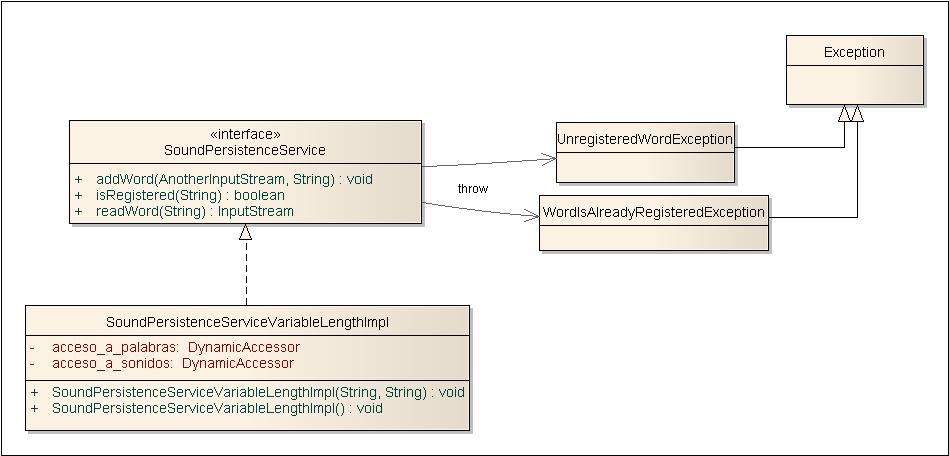 Exception
«interface»
SoundPersistenceService
+ addWord(AnotherInputStream, String) : void
+ isRegistered(String) : boolean
+ readWord(String) : InputStream
UnregisteredWordException
throw
WordIsAlreadyRegisteredException
SoundPersistenceServiceVariableLengthImpl
- acceso_a_palabras: DynamicAccessor
- acceso_a_sonidos: DynamicAccessor
+ SoundPersistenceServiceVariableLengthImpl(String, String) : void
+ SoundPersistenceServiceVariableLengthImpl() : void